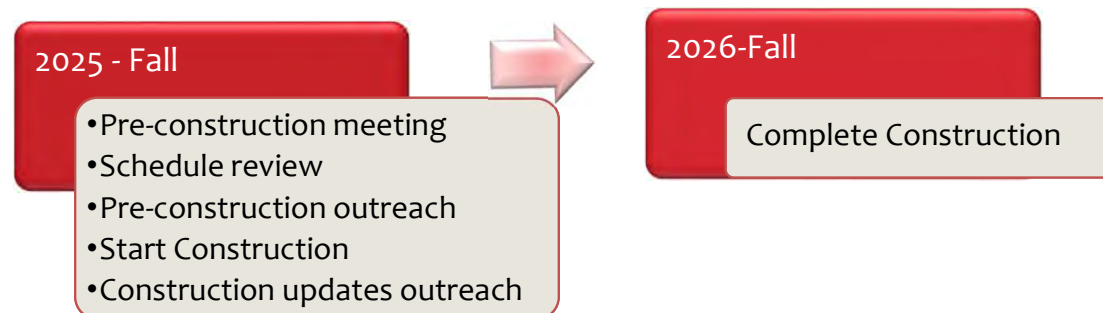 2025 - Fall
•Pre-construction meeting
•Schedule review
•Pre-construction outreach
•Start Construction
•Construction updates outreach
2026-Fall
Complete Construction